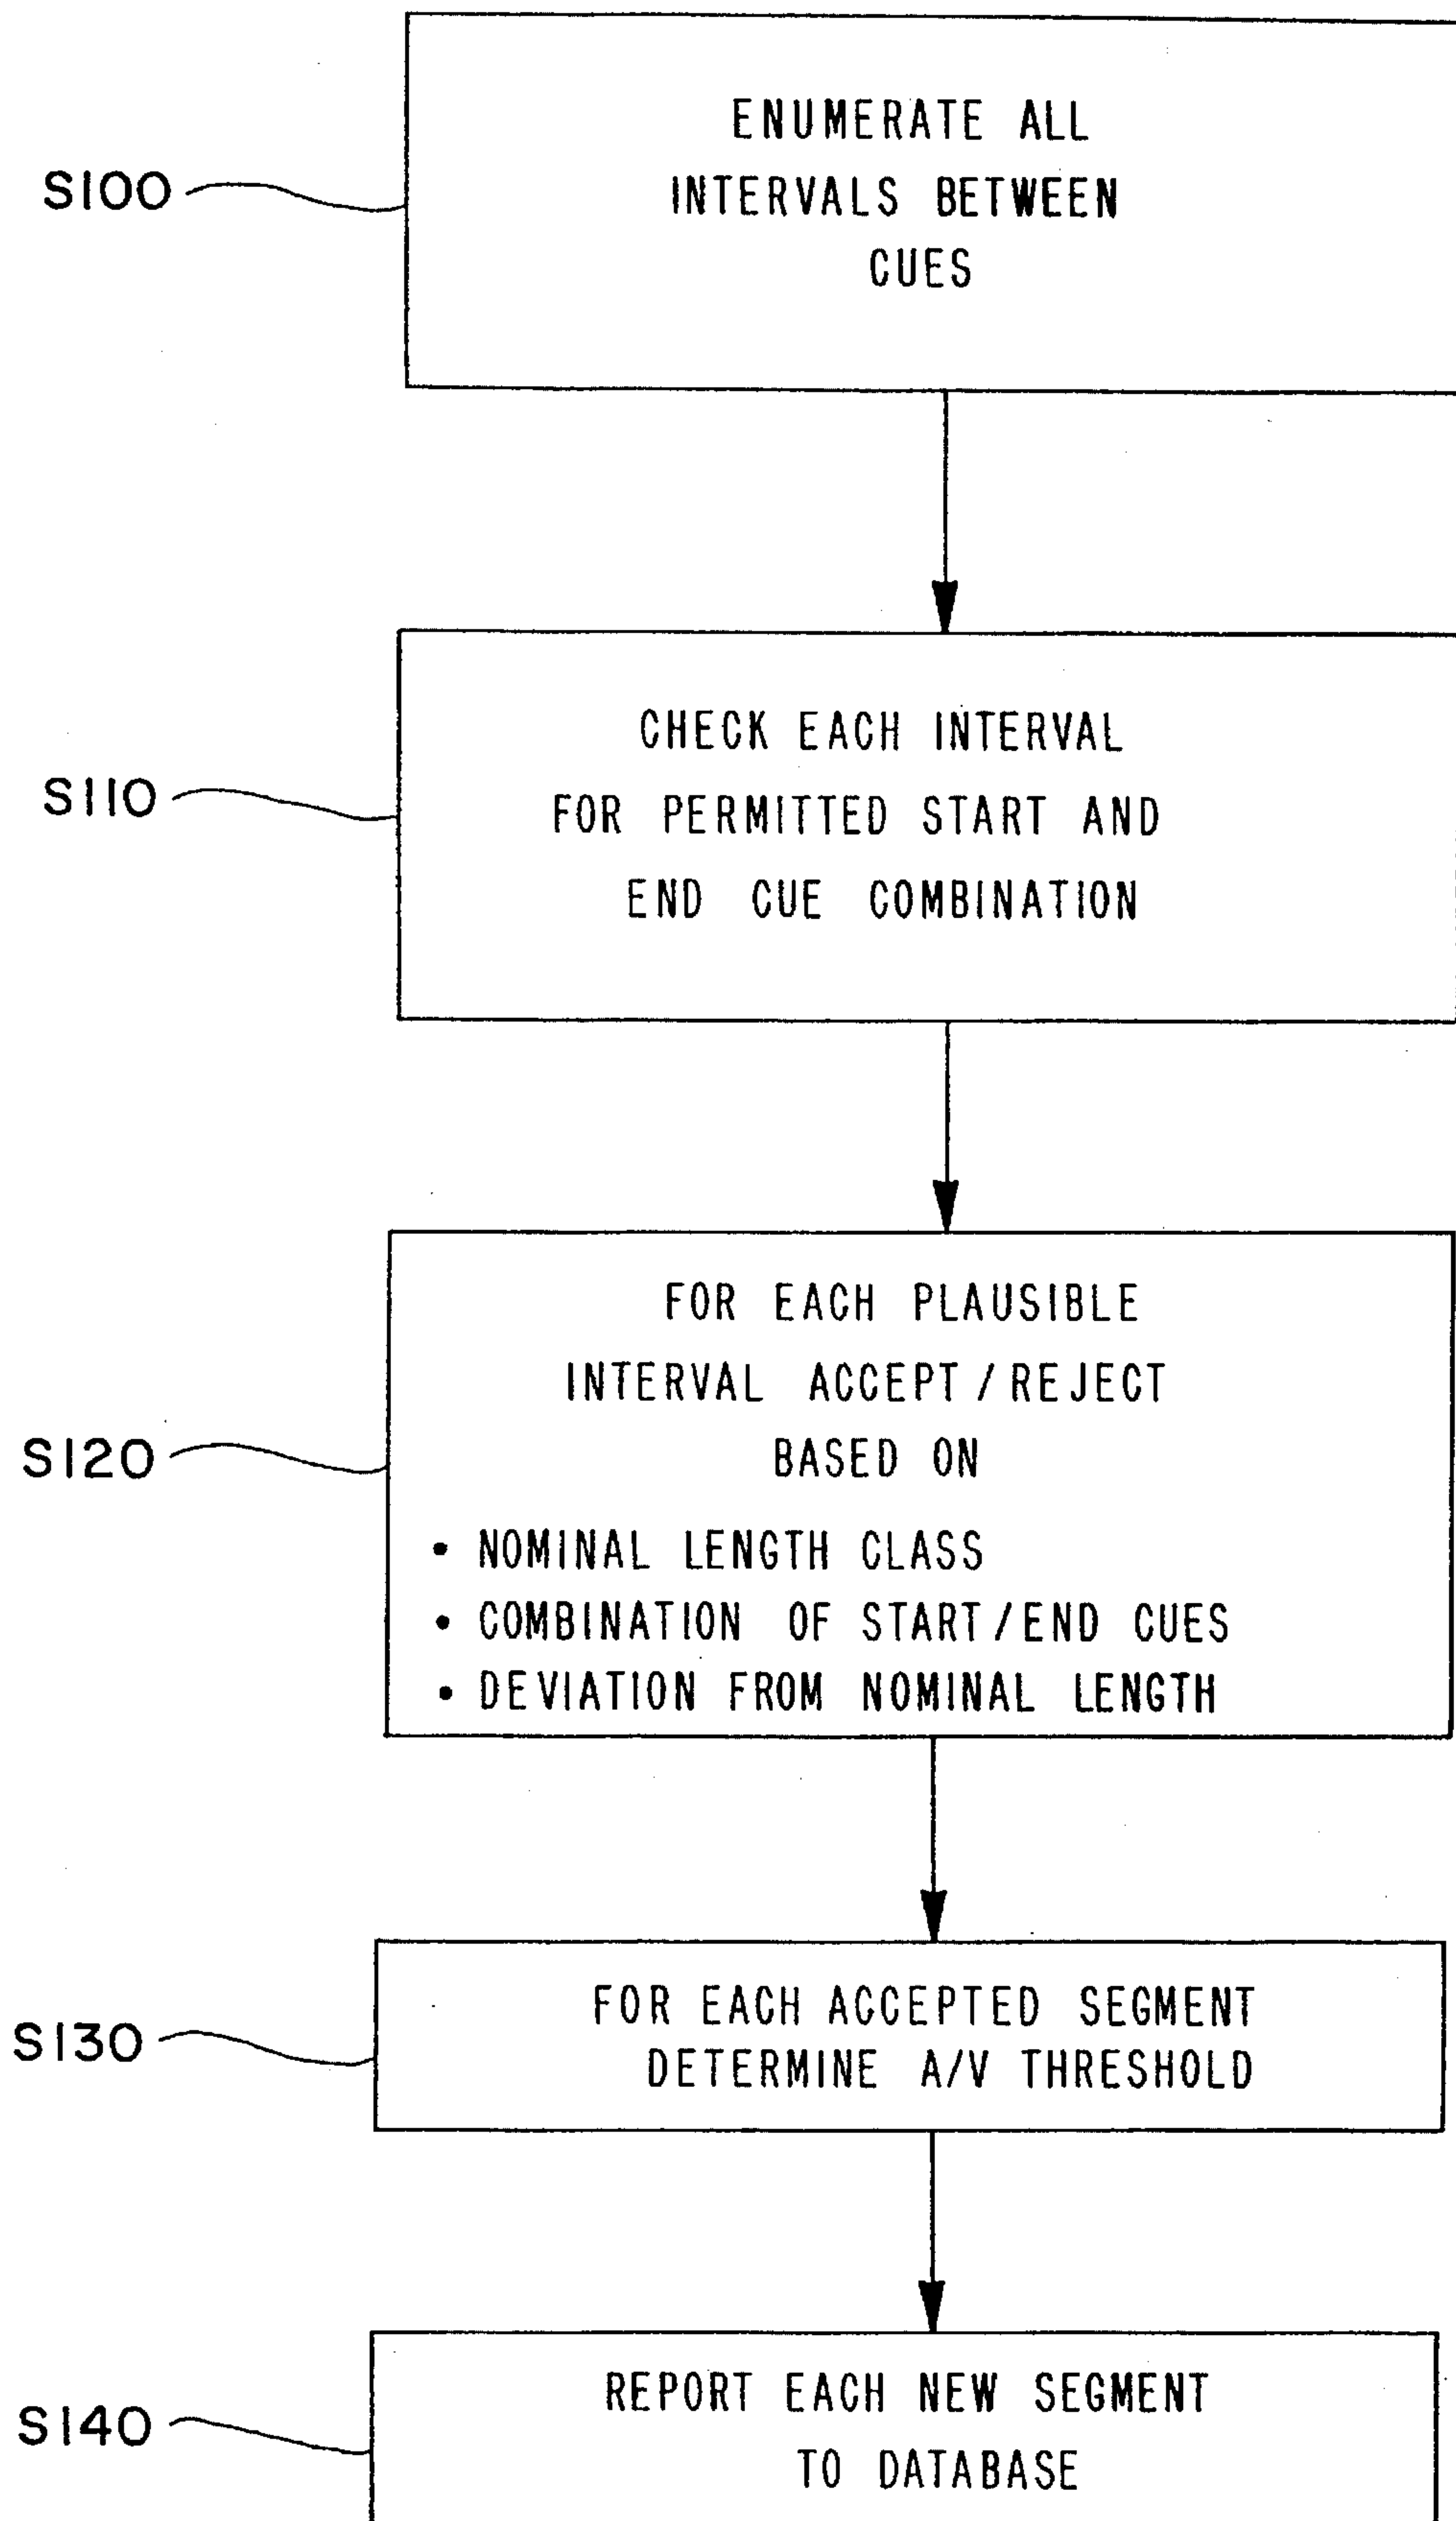 S100
ENUMERATE ALL
INTERVALS BETWEEN
CUES
S110
CHECK EACH INTERVAL
FOR PERMITTED START AND
END CUE COMBINATION
S120
FOR EACH PLAUSIBLE
INTERVAL ACCEPT/REJECT
BASED ON
• NOMINAL LENGTH CLASS
• COMBINATION OF START/END CUES
• DEVIATION FROM NOMINAL LENGTH
S130
FOR EACH ACCEPTED SEGMENT
DETERMINE A/V THRESHOLD
S140
REPORT EACH NEW SEGMENT
TO DATABASE